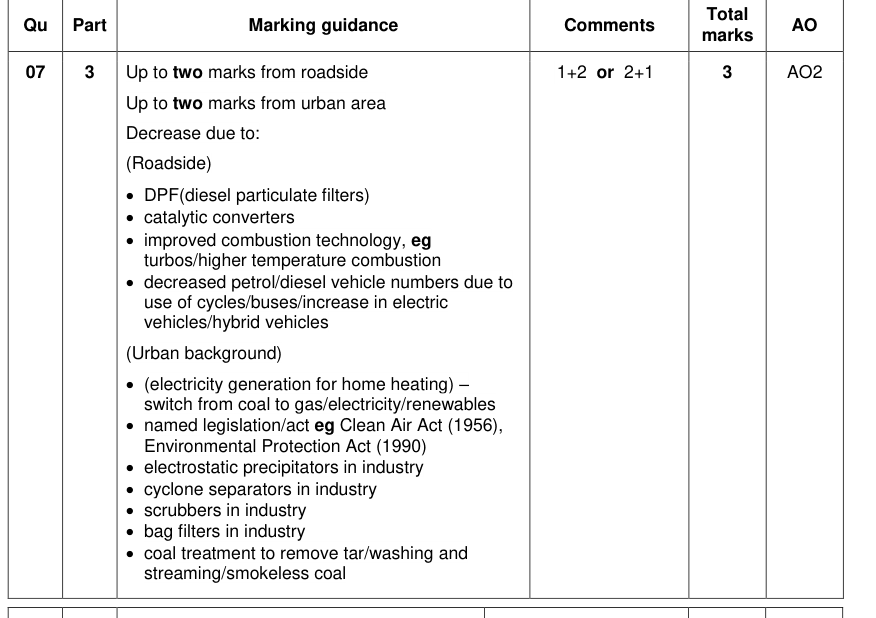 Qu Part Marking guidance Comments Total marks AO
07 3 Up to two marks from roadside 1+2 or 2+1 3 AO2
Up to two marks from urban area
Decrease due to:
(Roadside)
• DPF(diesel particulate filters)
• catalytic converters
• improved combustion technology, eg
turbos/higher temperature combustion
• decreased petrol/diesel vehicle numbers due to
use of cycles/buses/increase in electric
vehicles/hybrid vehicles
(Urban background)
• (electricity generation for home heating) –
switch from coal to gas/electricity/renewables
• named legislation/act eg Clean Air Act (1956),
Environmental Protection Act (1990)
• electrostatic precipitators in industry
• cyclone separators in industry
• scrubbers in industry
• bag filters in industry
• coal treatment to remove tar/washing and
streaming/smokeless coal